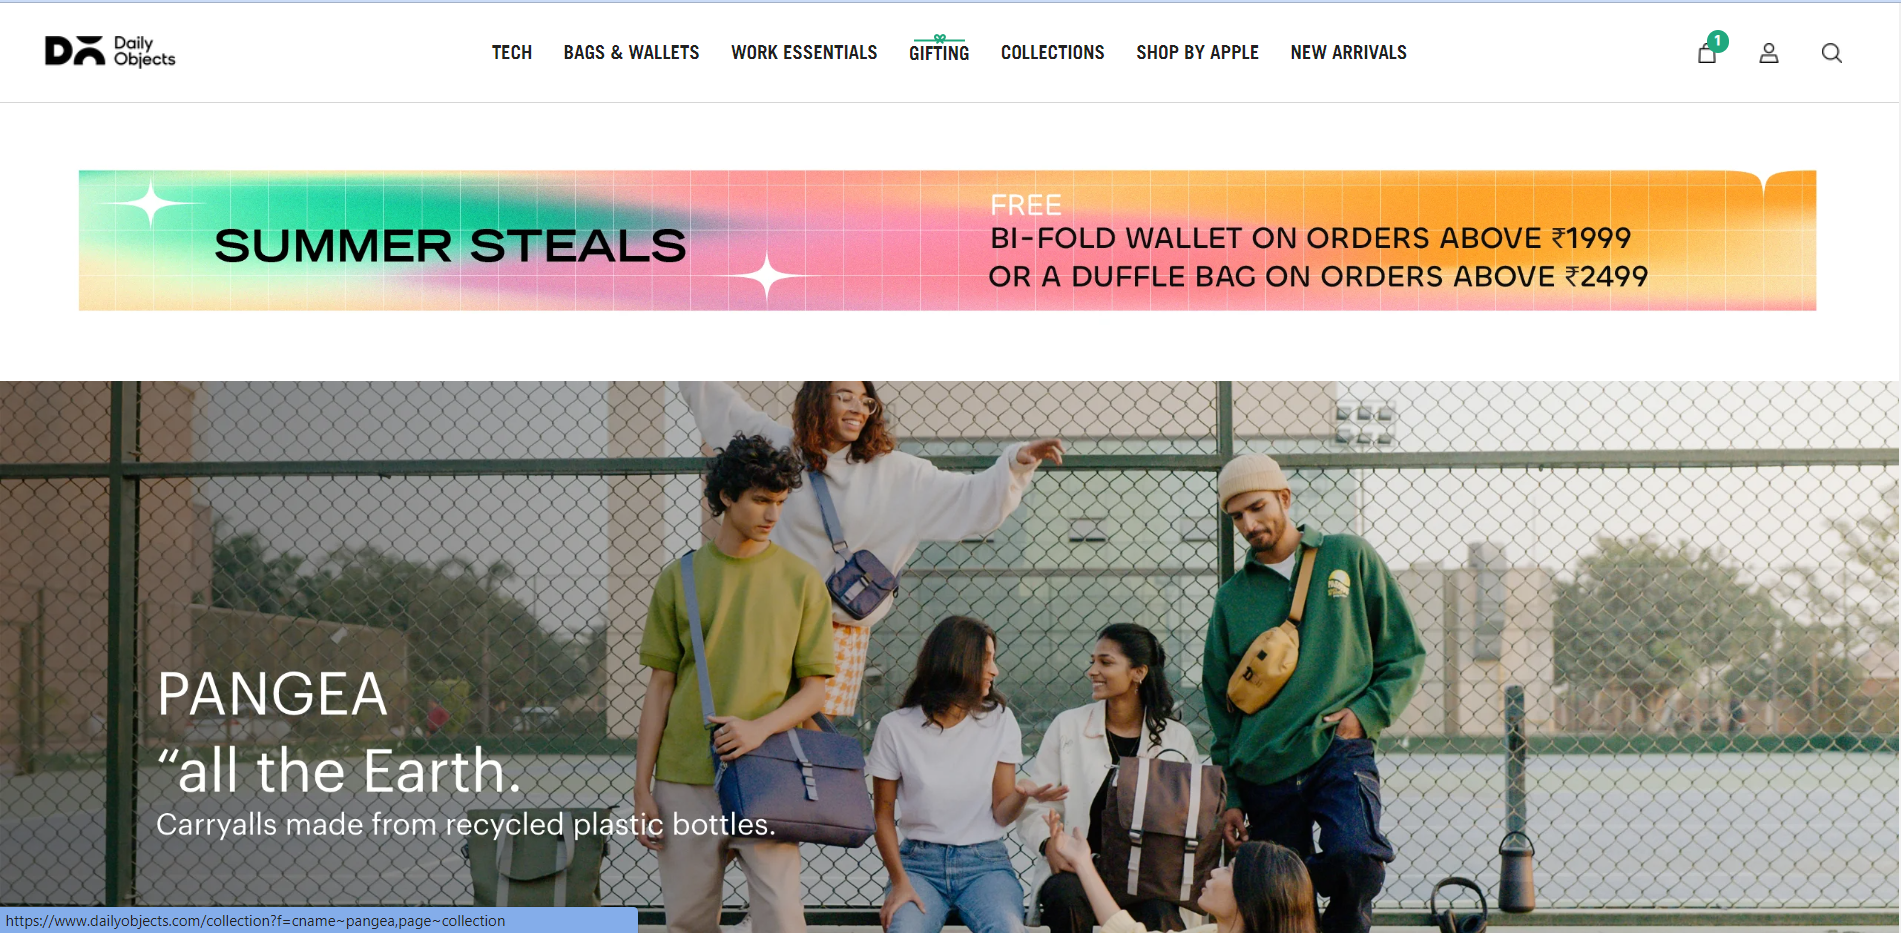 Daily
Objects
TECH BAGS & WALLETS WORK ESSENTIALS GIFTING COLLECTIONS SHOP BY APPLE NEW ARRIVALS
1
SUMMER STEALS
FREE
BI-FOLD WALLET ON ORDERS ABOVE ₹1999
OR A DUFFLE BAG ON ORDERS ABOVE ₹2499
PANGEA
“all the Earth.
Carryalls made from recycled plastic bottles.
https://www.dailyobjects.com/collection?f=cname~pangea,page~collection